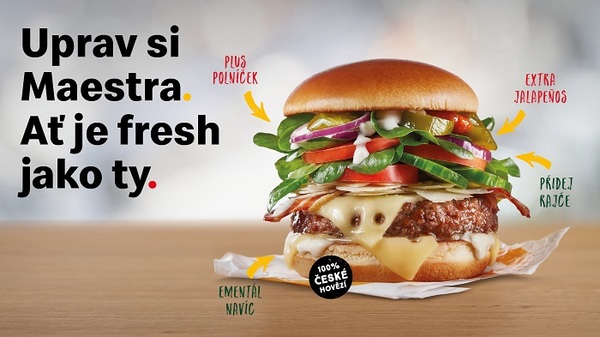 Uprav si
Maestra.
Ať je fresh
jako ty.
PLUS
POLNÍČEK
EXTRA
JALAPEÑOS
PŘIDEJ
RAJČE
EMENTÁL
NAVÍC
100%
ČESKÉ
HOVĚZÍ